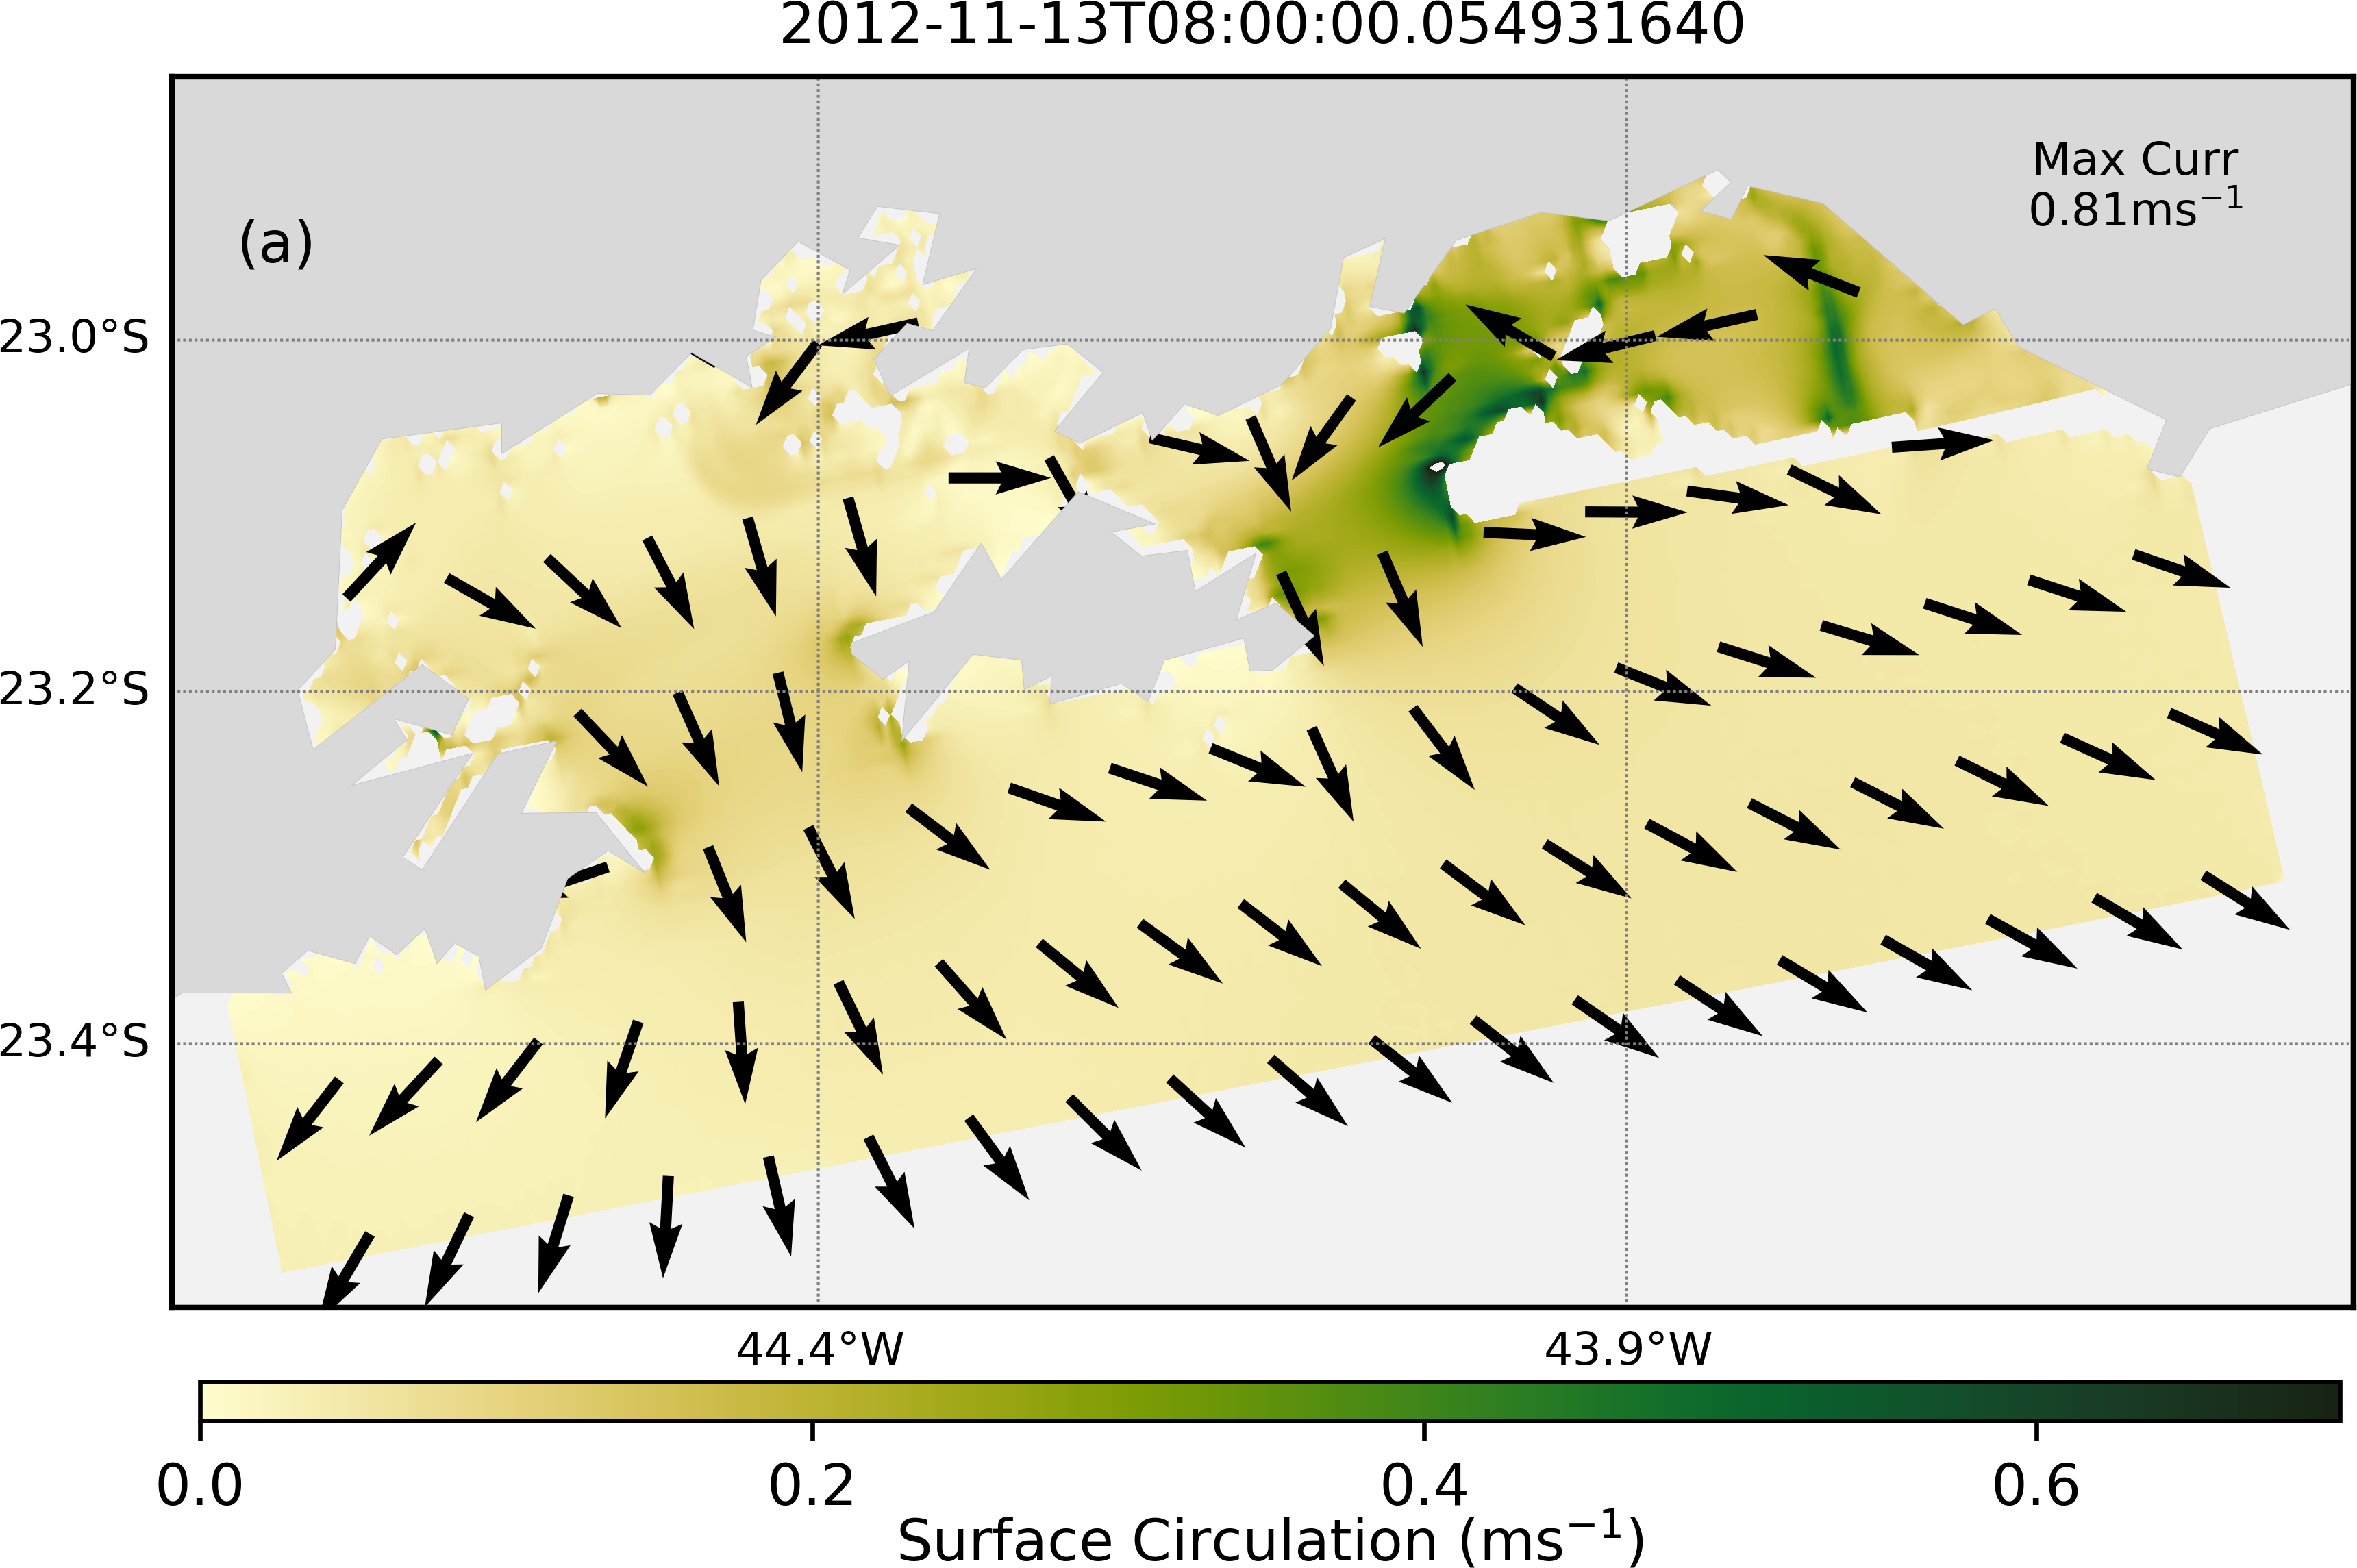 2012-11-13T08:00:00.054931640
Max Curr
0.81ms⁻¹
(a)
23.0°S
23.2°S
23.4°S
44.4°W 43.9°W
0.0 0.2 0.4 0.6
Surface Circulation (ms⁻¹)